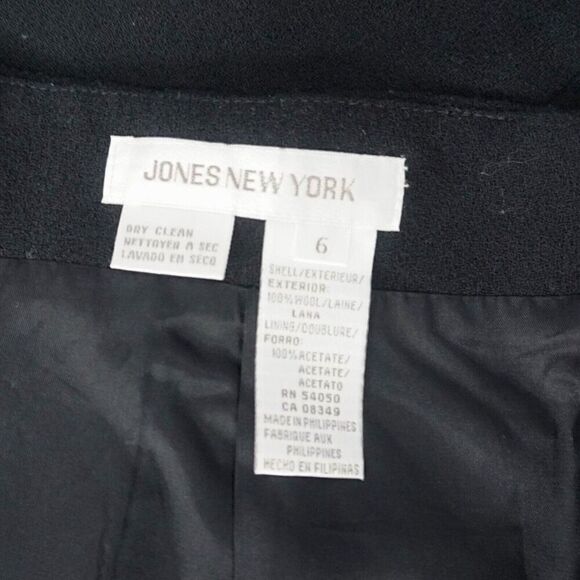 JONES NEW YORK
DRY CLEAN
NETTOYER A SEC
LAVADO EN SECO
6
SHELL/EXTERIEUR/
EXTERIOR:
100% WOOL/LAINE/
LANA
LINING/DOUBLURE/
FORRO:
100% ACETATE/
ACETATE/
ACETATO
RN 54050
CA 08349
MADE IN PHILIPPINES
FABRIQUE AUX
PHILIPPINES
HECHO EN FILIPINAS